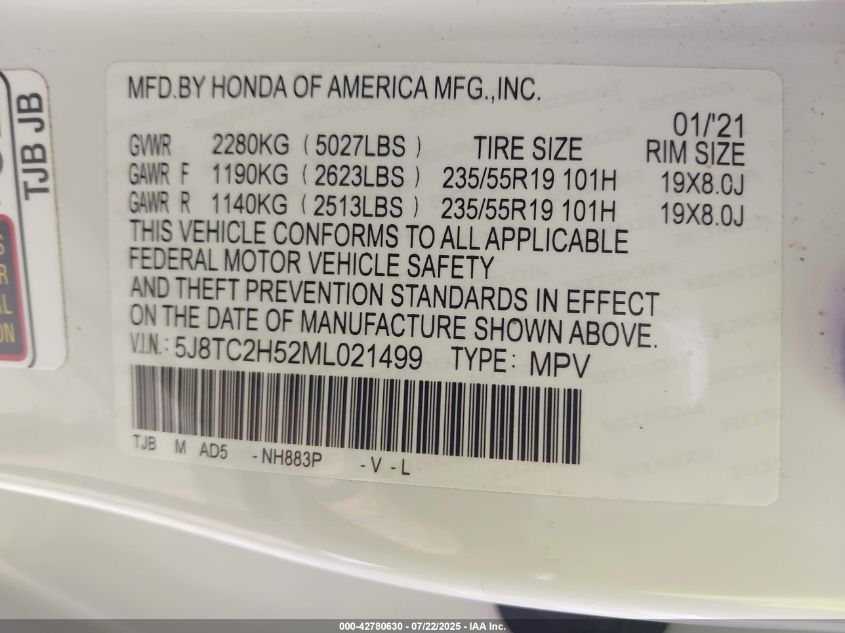 MFD.BY HONDA OF AMERICA MFG.,INC.
01/'21
GVWR 2280KG (5027LBS) TIRE SIZE RIM SIZE
GAWR F 1190KG (2623LBS) 235/55R19 101H 19X8.0J
GAWR R 1140KG (2513LBS) 235/55R19 101H 19X8.0J
THIS VEHICLE CONFORMS TO ALL APPLICABLE
FEDERAL MOTOR VEHICLE SAFETY
AND THEFT PREVENTION STANDARDS IN EFFECT
ON THE DATE OF MANUFACTURE SHOWN ABOVE.
V.I.N.: 5J8TC2H52ML021499 TYPE: MPV
TJB M AD5 -NH883P -V -L
TJB JB
000-42780630 - 07/22/2025 - IAA Inc.